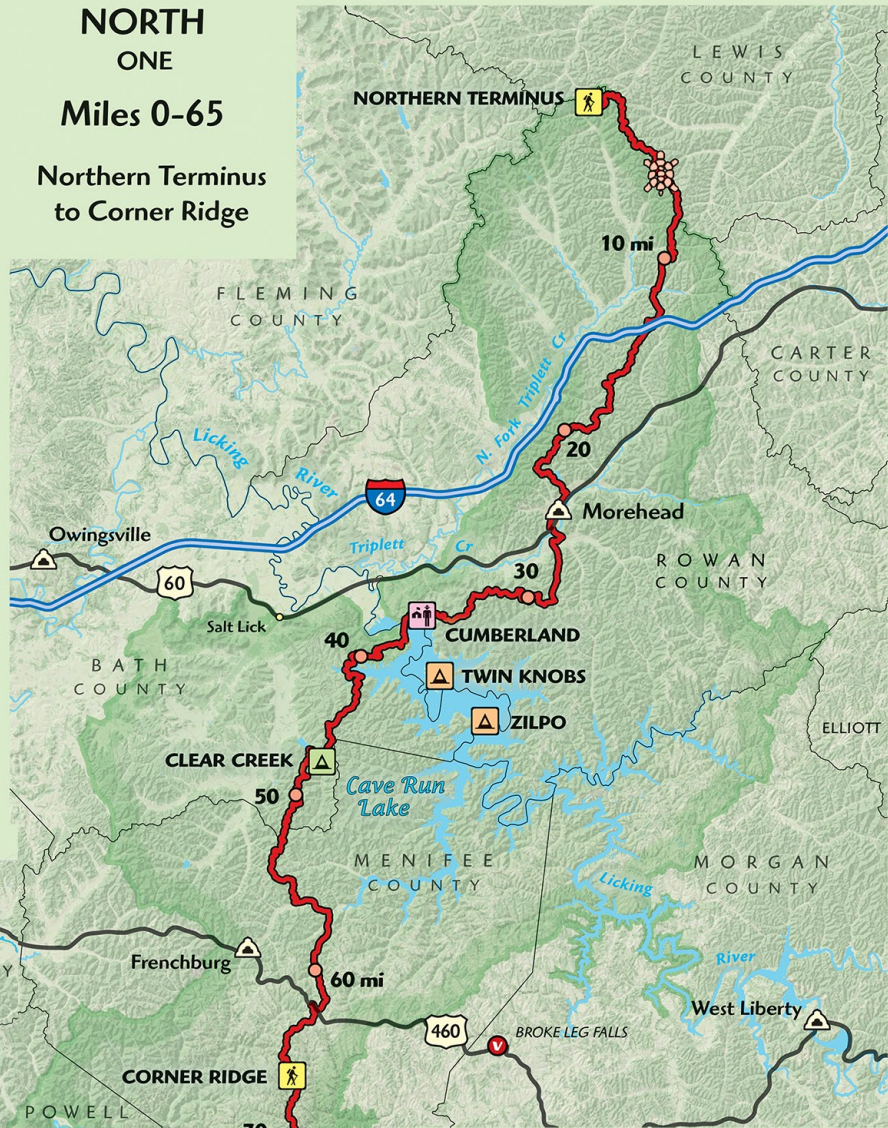 NORTH
ONE
Miles 0-65
Northern Terminus
to Corner Ridge
LEWIS
COUNTY
NORTHERN TERMINUS
10 mi
FLEMING
COUNTY
CARTER
COUNTY
N. Fork Triplett Cr
20
Licking
River
64
Morehead
Owingsville
Triplett
Cr
ROWAN
COUNTY
60
30
Salt Lick
CUMBERLAND
40
BATH
COUNTY
TWIN KNOBS
ZILPO
ELLIOTT
CLEAR CREEK
Cave Run
Lake
50
MENIFEE
COUNTY
MORGAN
COUNTY
Licking
River
Frenchburg
Y
60 mi
West Liberty
460
BROKE LEG FALLS
V
CORNER RIDGE
POWELL
70